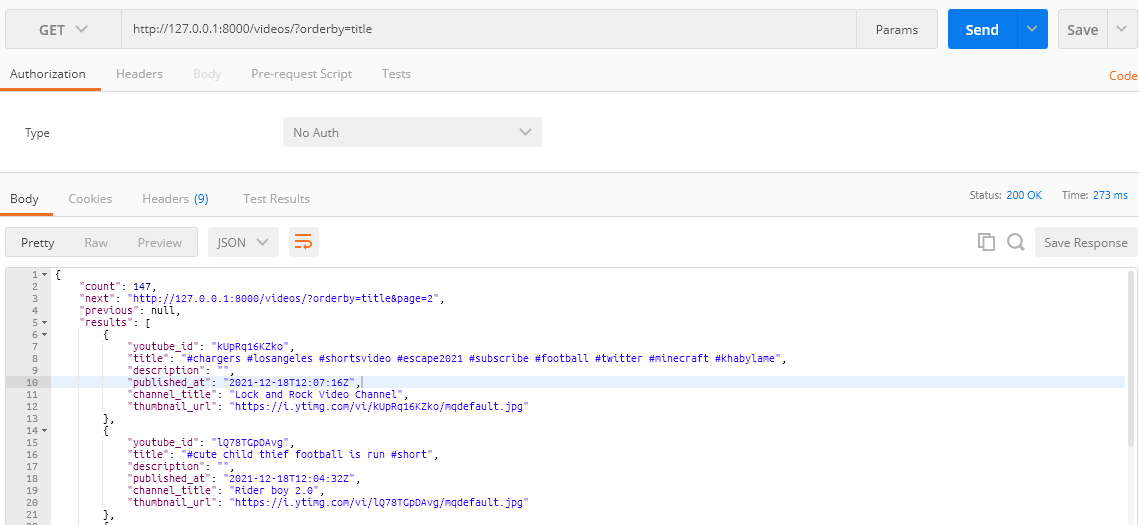 GET http://127.0.0.1:8000/videos/?orderby=title Params Send Save
Authorization Headers Body Pre-request Script Tests Code
Type No Auth
Body Cookies Headers (9) Test Results Status: 200 OK Time: 273 ms
Pretty Raw Preview JSON Save Response
1 {
2 "count": 147,
3 "next": "http://127.0.0.1:8000/videos/?orderby=title&page=2",
4 "previous": null,
5 "results": [
6 {
7 "youtube_id": "kUpRq16KZko",
8 "title": "#chargers #losangeles #shortsvideo #escape2021 #subscribe #football #twitter #minecraft #khabylame",
9 "description": "",
10 "published_at": "2021-12-18T12:07:16Z",
11 "channel_title": "Lock and Rock Video Channel",
12 "thumbnail_url": "https://i.ytimg.com/vi/kUpRq16KZko/mqdefault.jpg"
13 },
14 {
15 "youtube_id": "lQ78TGpDAvg",
16 "title": "#cute child thief football is run #short",
17 "description": "",
18 "published_at": "2021-12-18T12:04:32Z",
19 "channel_title": "Rider boy 2.0",
20 "thumbnail_url": "https://i.ytimg.com/vi/lQ78TGpDAvg/mqdefault.jpg"
21 },